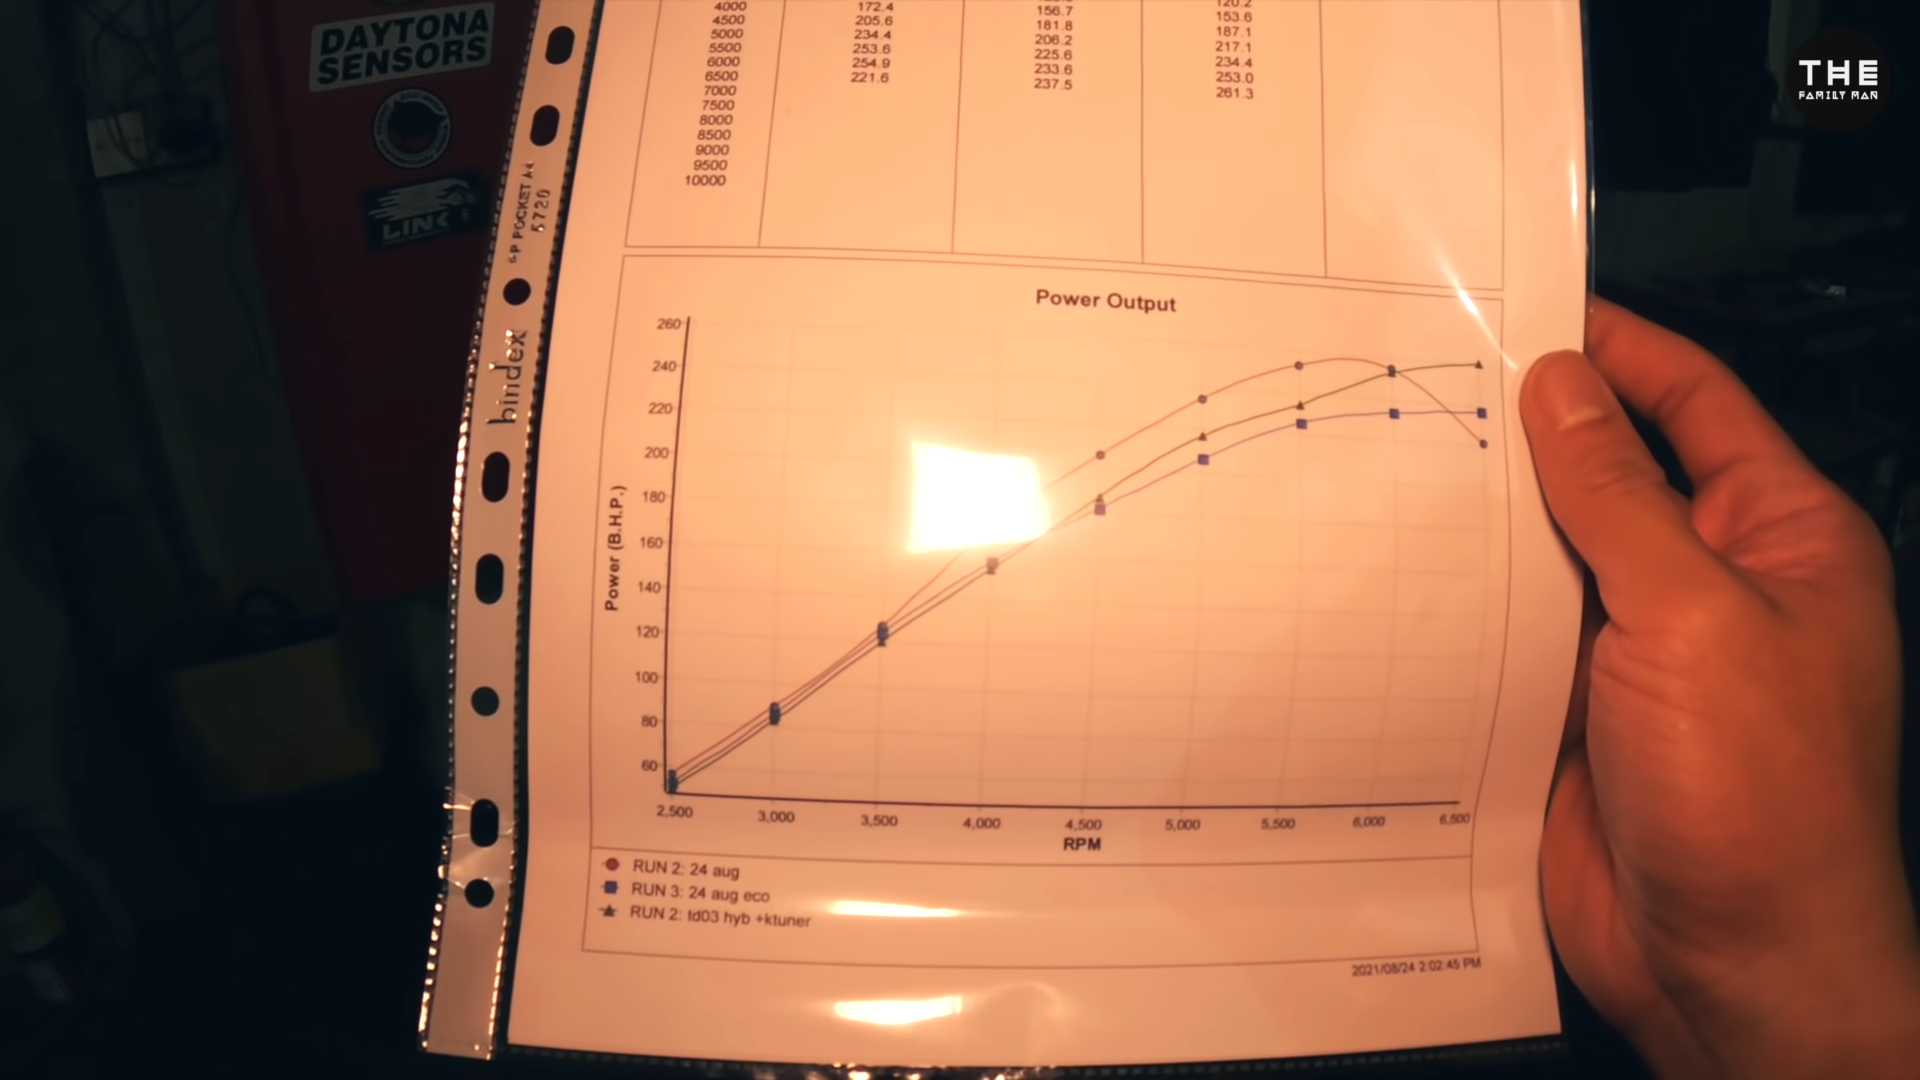 DAYTONA
SENSORS
LINK
THE
FAMILY MAN
POCKET A4
5720
bindex
4000 172.4 156.7 120.2
4500 205.6 181.8 153.6
5000 234.4 206.2 187.1
5500 253.6 225.6 217.1
6000 254.9 233.6 234.4
6500 221.6 237.5 253.0
7000 261.3
7500
8000
8500
9000
9500
10000
Power Output
260
240
220
200
180
160
140
120
100
80
60
Power (B.H.P.)
2,500 3,000 3,500 4,000 4,500 5,000 5,500 6,000 6,500
RPM
RUN 2: 24 aug
RUN 3: 24 aug eco
RUN 2: td03 hyb +ktuner
2021/08/24 2:02:45 PM